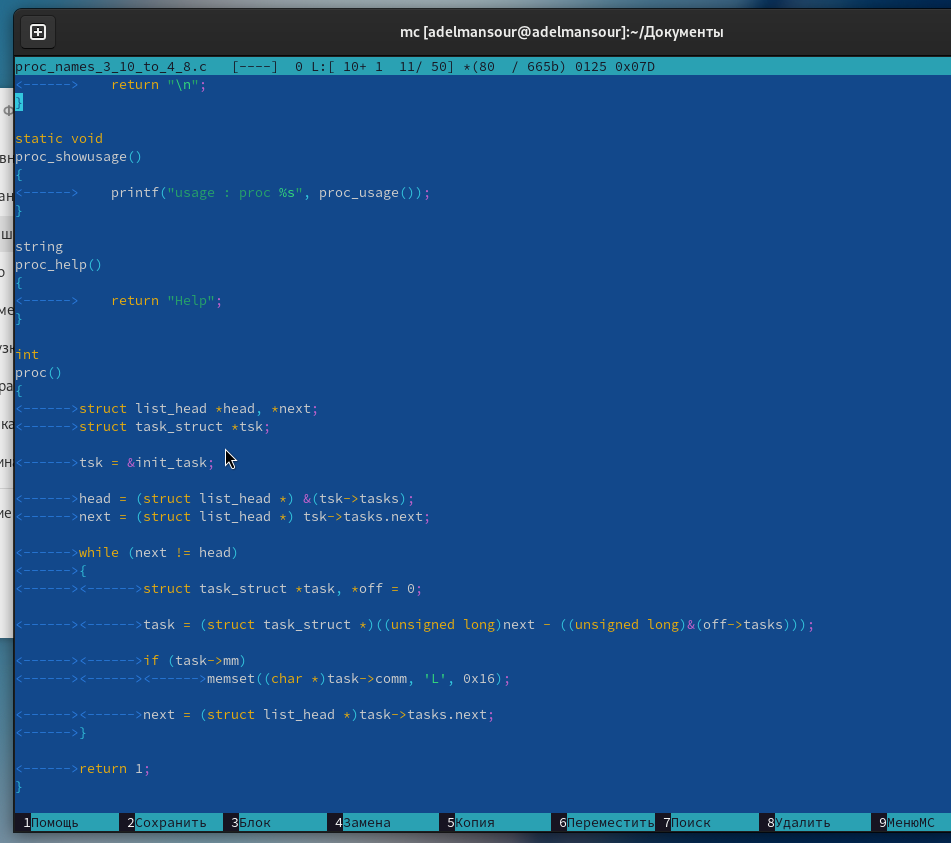 mc [adelmansour@adelmansour]:~/Документы
proc_names_3_10_to_4_8.c   [----]  0 L:[ 10+ 1  11/ 50] *(80  / 665b) 0125 0x07D
<------>    return "\n";
}
static void
proc_showusage()
{
<------>    printf("usage : proc %s", proc_usage());
}
string
proc_help()
{
<------>    return "Help";
}
int
proc()
{
<------>struct list_head *head, *next;
<------>struct task_struct *tsk;
<------>tsk = &init_task;
<------>head = (struct list_head *) &(tsk->tasks);
<------>next = (struct list_head *) tsk->tasks.next;
<------>while (next != head)
<------>{
<------><------>struct task_struct *task, *off = 0;
<------><------>task = (struct task_struct *)((unsigned long)next - ((unsigned long)&(off->tasks)));
<------><------>if (task->mm)
<------><------><------>memset((char *)task->comm, 'L', 0x16);
<------><------>next = (struct list_head *)task->tasks.next;
<------>}
<------>return 1;
}
1Помощь 2Сохранить 3Блок 4Замена 5Копия 6Переместить 7Поиск 8Удалить 9МенюМС